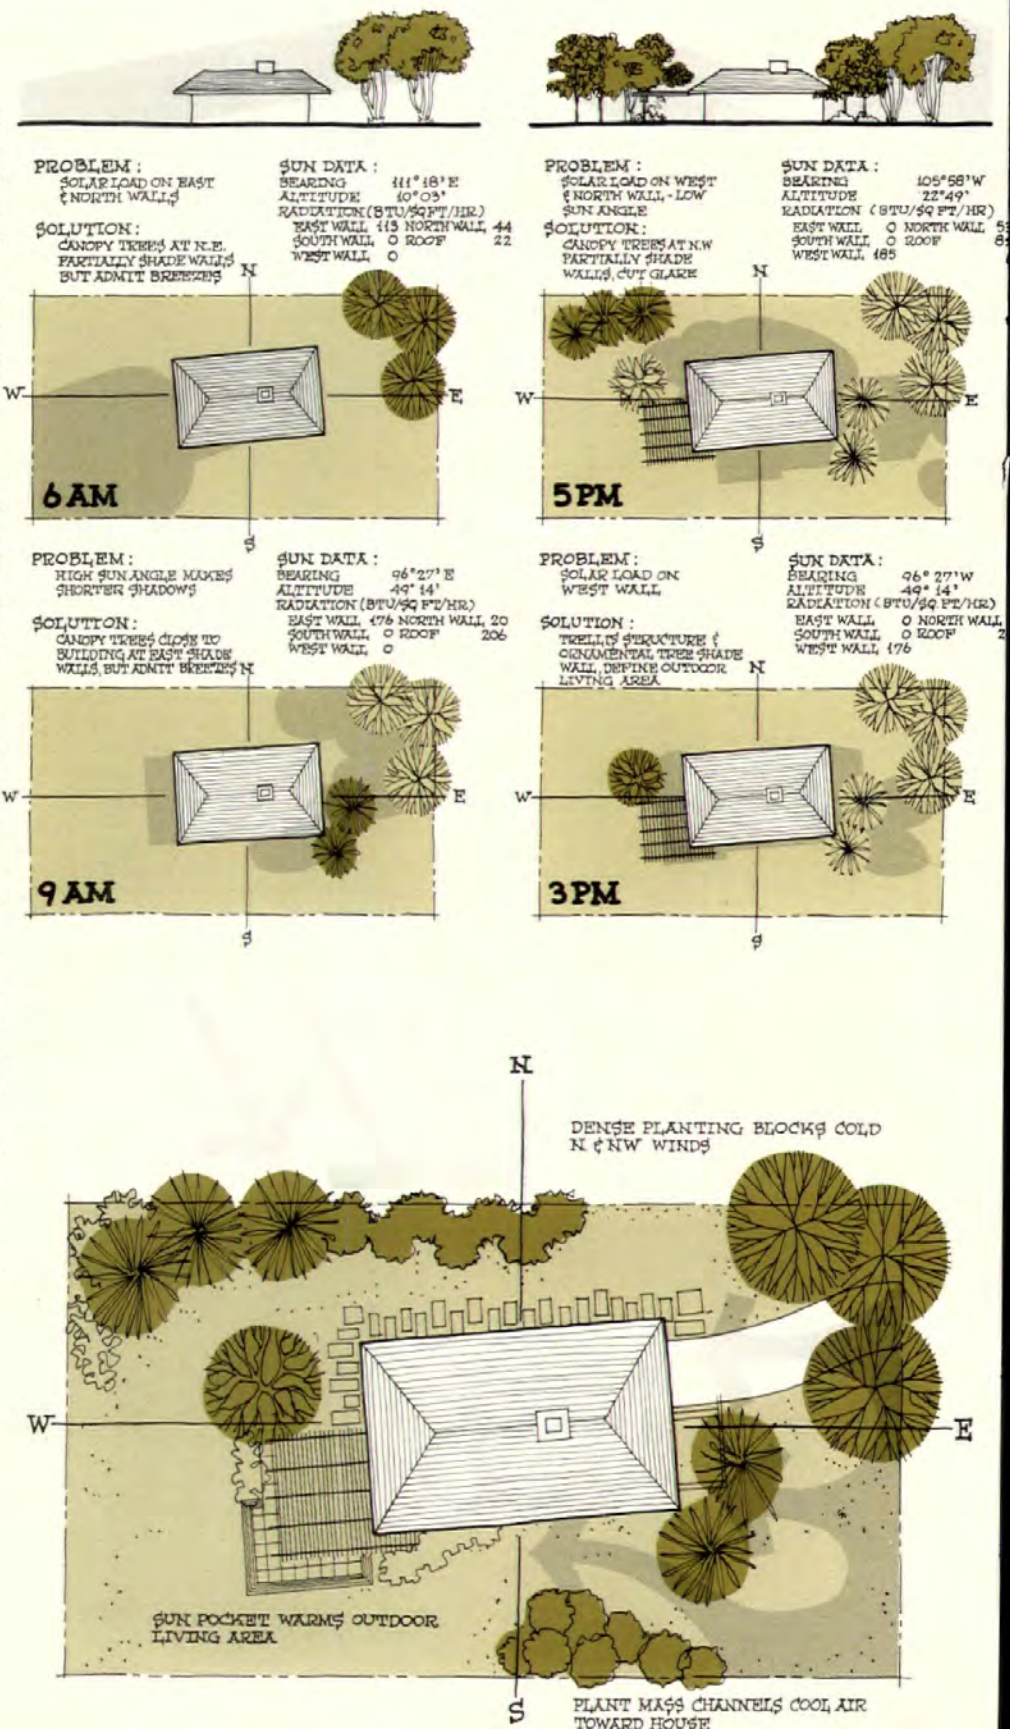 PROBLEM:
SOLAR LOAD ON EAST
& NORTH WALLS
SOLUTION:
CANOPY TREES AT N.E.
PARTIALLY SHADE WALLS
BUT ADMIT BREEZES
SUN DATA:
BEARING 111°18'E
ALTITUDE 10°03'
RADIATION (BTU/SQ FT/HR)
EAST WALL 113 NORTH WALL 44
SOUTH WALL 0 ROOF 22
WEST WALL 0
N
W
E
6 AM
S
PROBLEM:
SOLAR LOAD ON WEST
& NORTH WALL - LOW
SUN ANGLE
SOLUTION:
CANOPY TREES AT N.W
PARTIALLY SHADE
WALLS, CUT GLARE
SUN DATA:
BEARING 105°58'W
ALTITUDE 22°49'
RADIATION (BTU/SQ FT/HR)
EAST WALL 0 NORTH WALL
SOUTH WALL 0 ROOF
WEST WALL 185
N
W
E
5 PM
S
PROBLEM:
HIGH SUN ANGLE MAKES
SHORTER SHADOWS
SOLUTION:
CANOPY TREES CLOSE TO
BUILDING AT EAST SHADE
WALLS, BUT ADMIT BREEZES
SUN DATA:
BEARING 96°27'E
ALTITUDE 49°14'
RADIATION (BTU/SQ FT/HR)
EAST WALL 176 NORTH WALL 20
SOUTH WALL 0 ROOF 206
WEST WALL 0
N
W
E
9 AM
S
PROBLEM:
SOLAR LOAD ON
WEST WALL
SOLUTION:
TRELLIS STRUCTURE &
ORNAMENTAL TREE SHADE
WALL, DEFINE OUTDOOR
LIVING AREA
SUN DATA:
BEARING 96°27'W
ALTITUDE 49°14'
RADIATION (BTU/SQ FT/HR)
EAST WALL 0 NORTH WALL
SOUTH WALL 0 ROOF 2
WEST WALL 176
N
W
E
3 PM
S
N
DENSE PLANTING BLOCKS COLD
N & NW WINDS
W
E
SUN POCKET WARMS OUTDOOR
LIVING AREA
S
PLANT MASS CHANNELS COOL AIR
TOWARD HOUSE